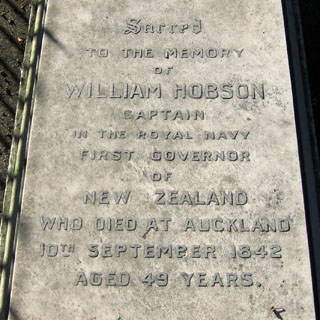 Sacred
TO THE MEMORY
OF
WILLIAM HOBSON
CAPTAIN
IN THE ROYAL NAVY
FIRST GOVERNOR
OF
NEW ZEALAND
WHO DIED AT AUCKLAND
10TH SEPTEMBER 1842
AGED 49 YEARS.